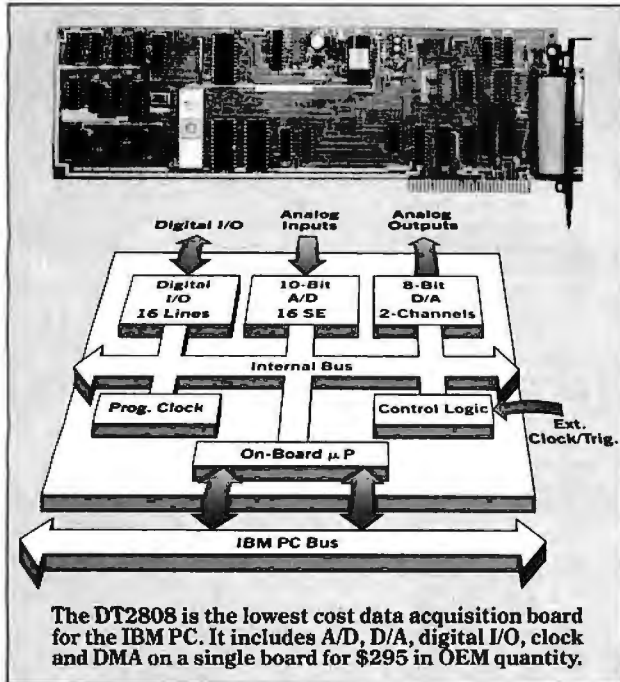 Digital I/O
Analog
Inputs
Analog
Outputs
Digital
I/O
16 Lines
10-Bit
A/D
16 SE
8-Bit
D/A
2-Channels
Internal Bus
Prog. Clock
Control Logic
Ext.
Clock/Trig.
On-Board μP
IBM PC Bus
The DT2808 is the lowest cost data acquisition board
for the IBM PC. It includes A/D, D/A, digital I/O, clock
and DMA on a single board for $295 in OEM quantity.